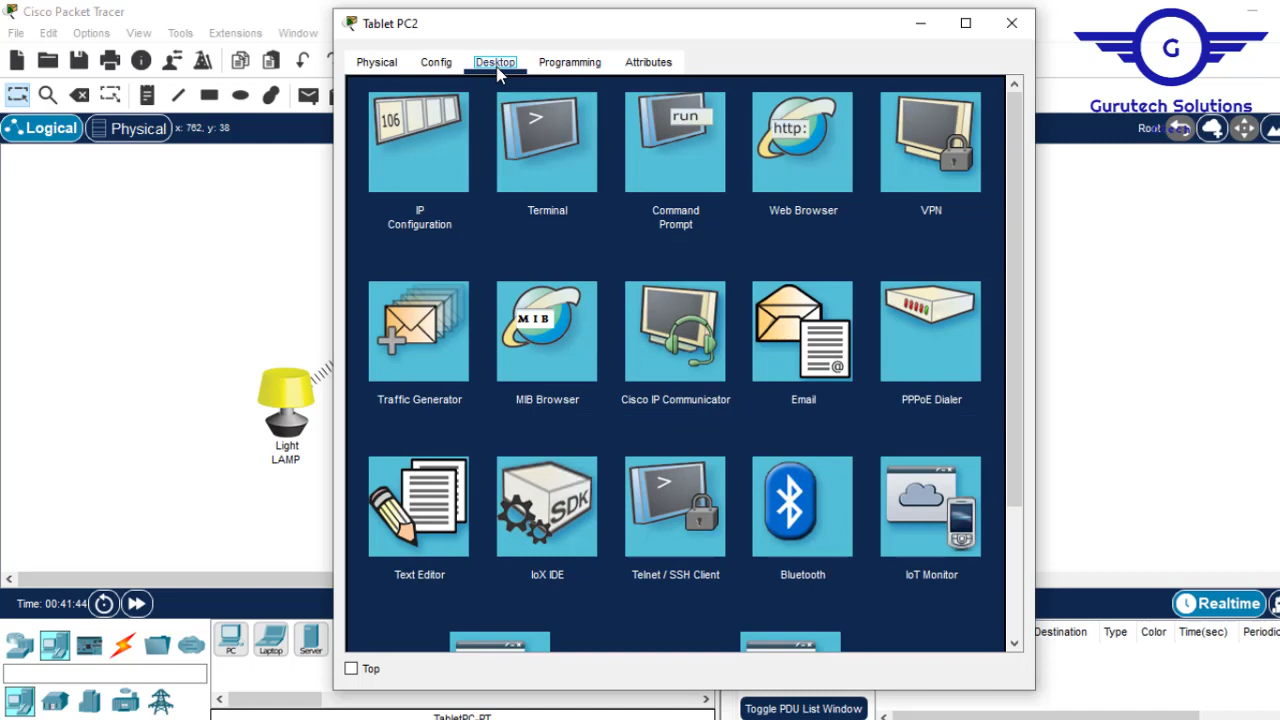 Cisco Packet Tracer
File Edit Options View Tools Extensions Window
Logical
Physical
x: 762, y: 38
Tablet PC2
Physical Config Desktop Programming Attributes
G
Gurutech Solutions
Root
106
>
run
http:
IP
Configuration
Terminal
Command
Prompt
Web Browser
VPN
MIB
@
Traffic Generator
MIB Browser
Cisco IP Communicator
Email
PPPoE Dialer
SDK
>
Text Editor
IoX IDE
Telnet / SSH Client
Bluetooth
IoT Monitor
Top
Light
LAMP
Time: 00:41:44
Realtime
PC
Laptop
Server
TabletPC-PT
Destination Type Color Time(sec) Periodic
Toggle PDU List Window